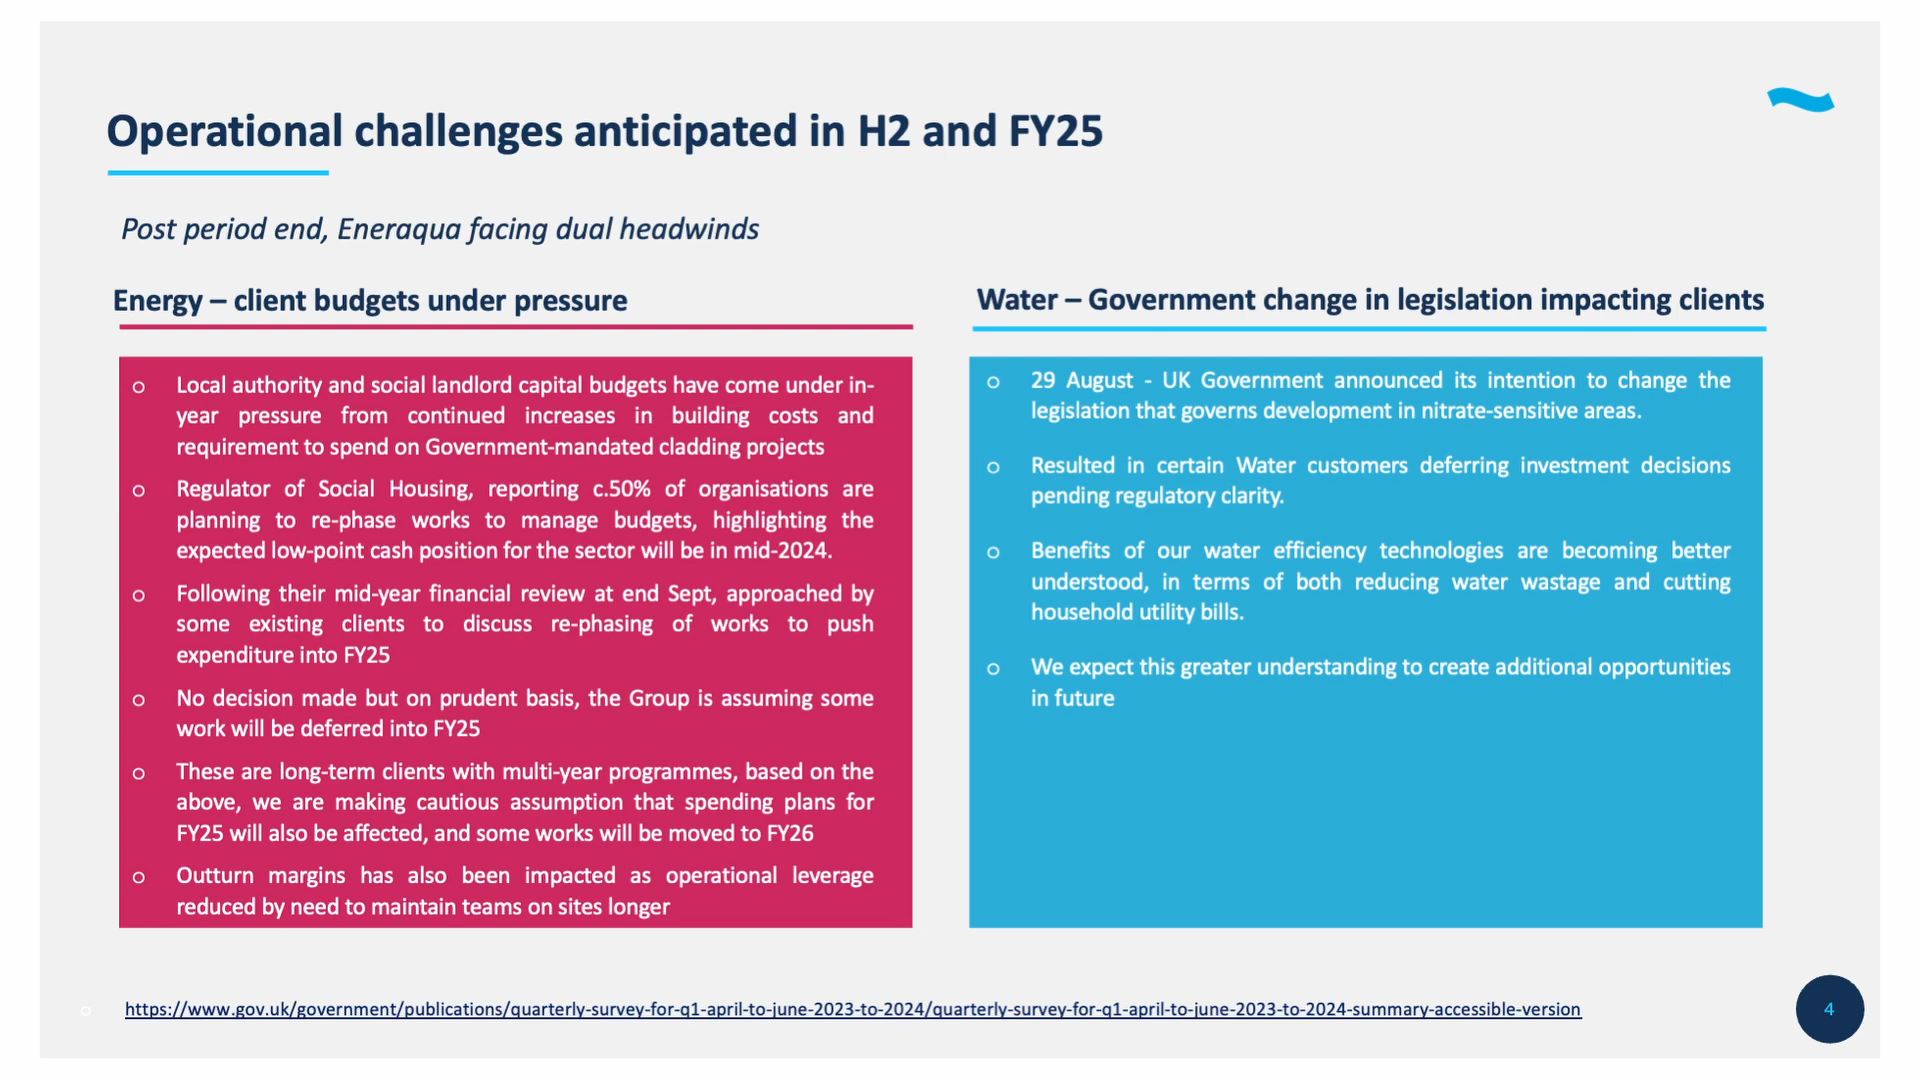 Operational challenges anticipated in H2 and FY25
Post period end, Eneraqua facing dual headwinds
Energy – client budgets under pressure
o Local authority and social landlord capital budgets have come under in-
year pressure from continued increases in building costs and
requirement to spend on Government-mandated cladding projects
o Regulator of Social Housing, reporting c.50% of organisations are
planning to re-phase works to manage budgets, highlighting the
expected low-point cash position for the sector will be in mid-2024.
o Following their mid-year financial review at end Sept, approached by
some existing clients to discuss re-phasing of works to push
expenditure into FY25
o No decision made but on prudent basis, the Group is assuming some
work will be deferred into FY25
o These are long-term clients with multi-year programmes, based on the
above, we are making cautious assumption that spending plans for
FY25 will also be affected, and some works will be moved to FY26
o Outturn margins has also been impacted as operational leverage
reduced by need to maintain teams on sites longer
Water – Government change in legislation impacting clients
o 29 August - UK Government announced its intention to change the
legislation that governs development in nitrate-sensitive areas.
o Resulted in certain Water customers deferring investment decisions
pending regulatory clarity.
o Benefits of our water efficiency technologies are becoming better
understood, in terms of both reducing water wastage and cutting
household utility bills.
o We expect this greater understanding to create additional opportunities
in future
o https://www.gov.uk/government/publications/quarterly-survey-for-q1-april-to-june-2023-to-2024/quarterly-survey-for-q1-april-to-june-2023-to-2024-summary-accessible-version
4